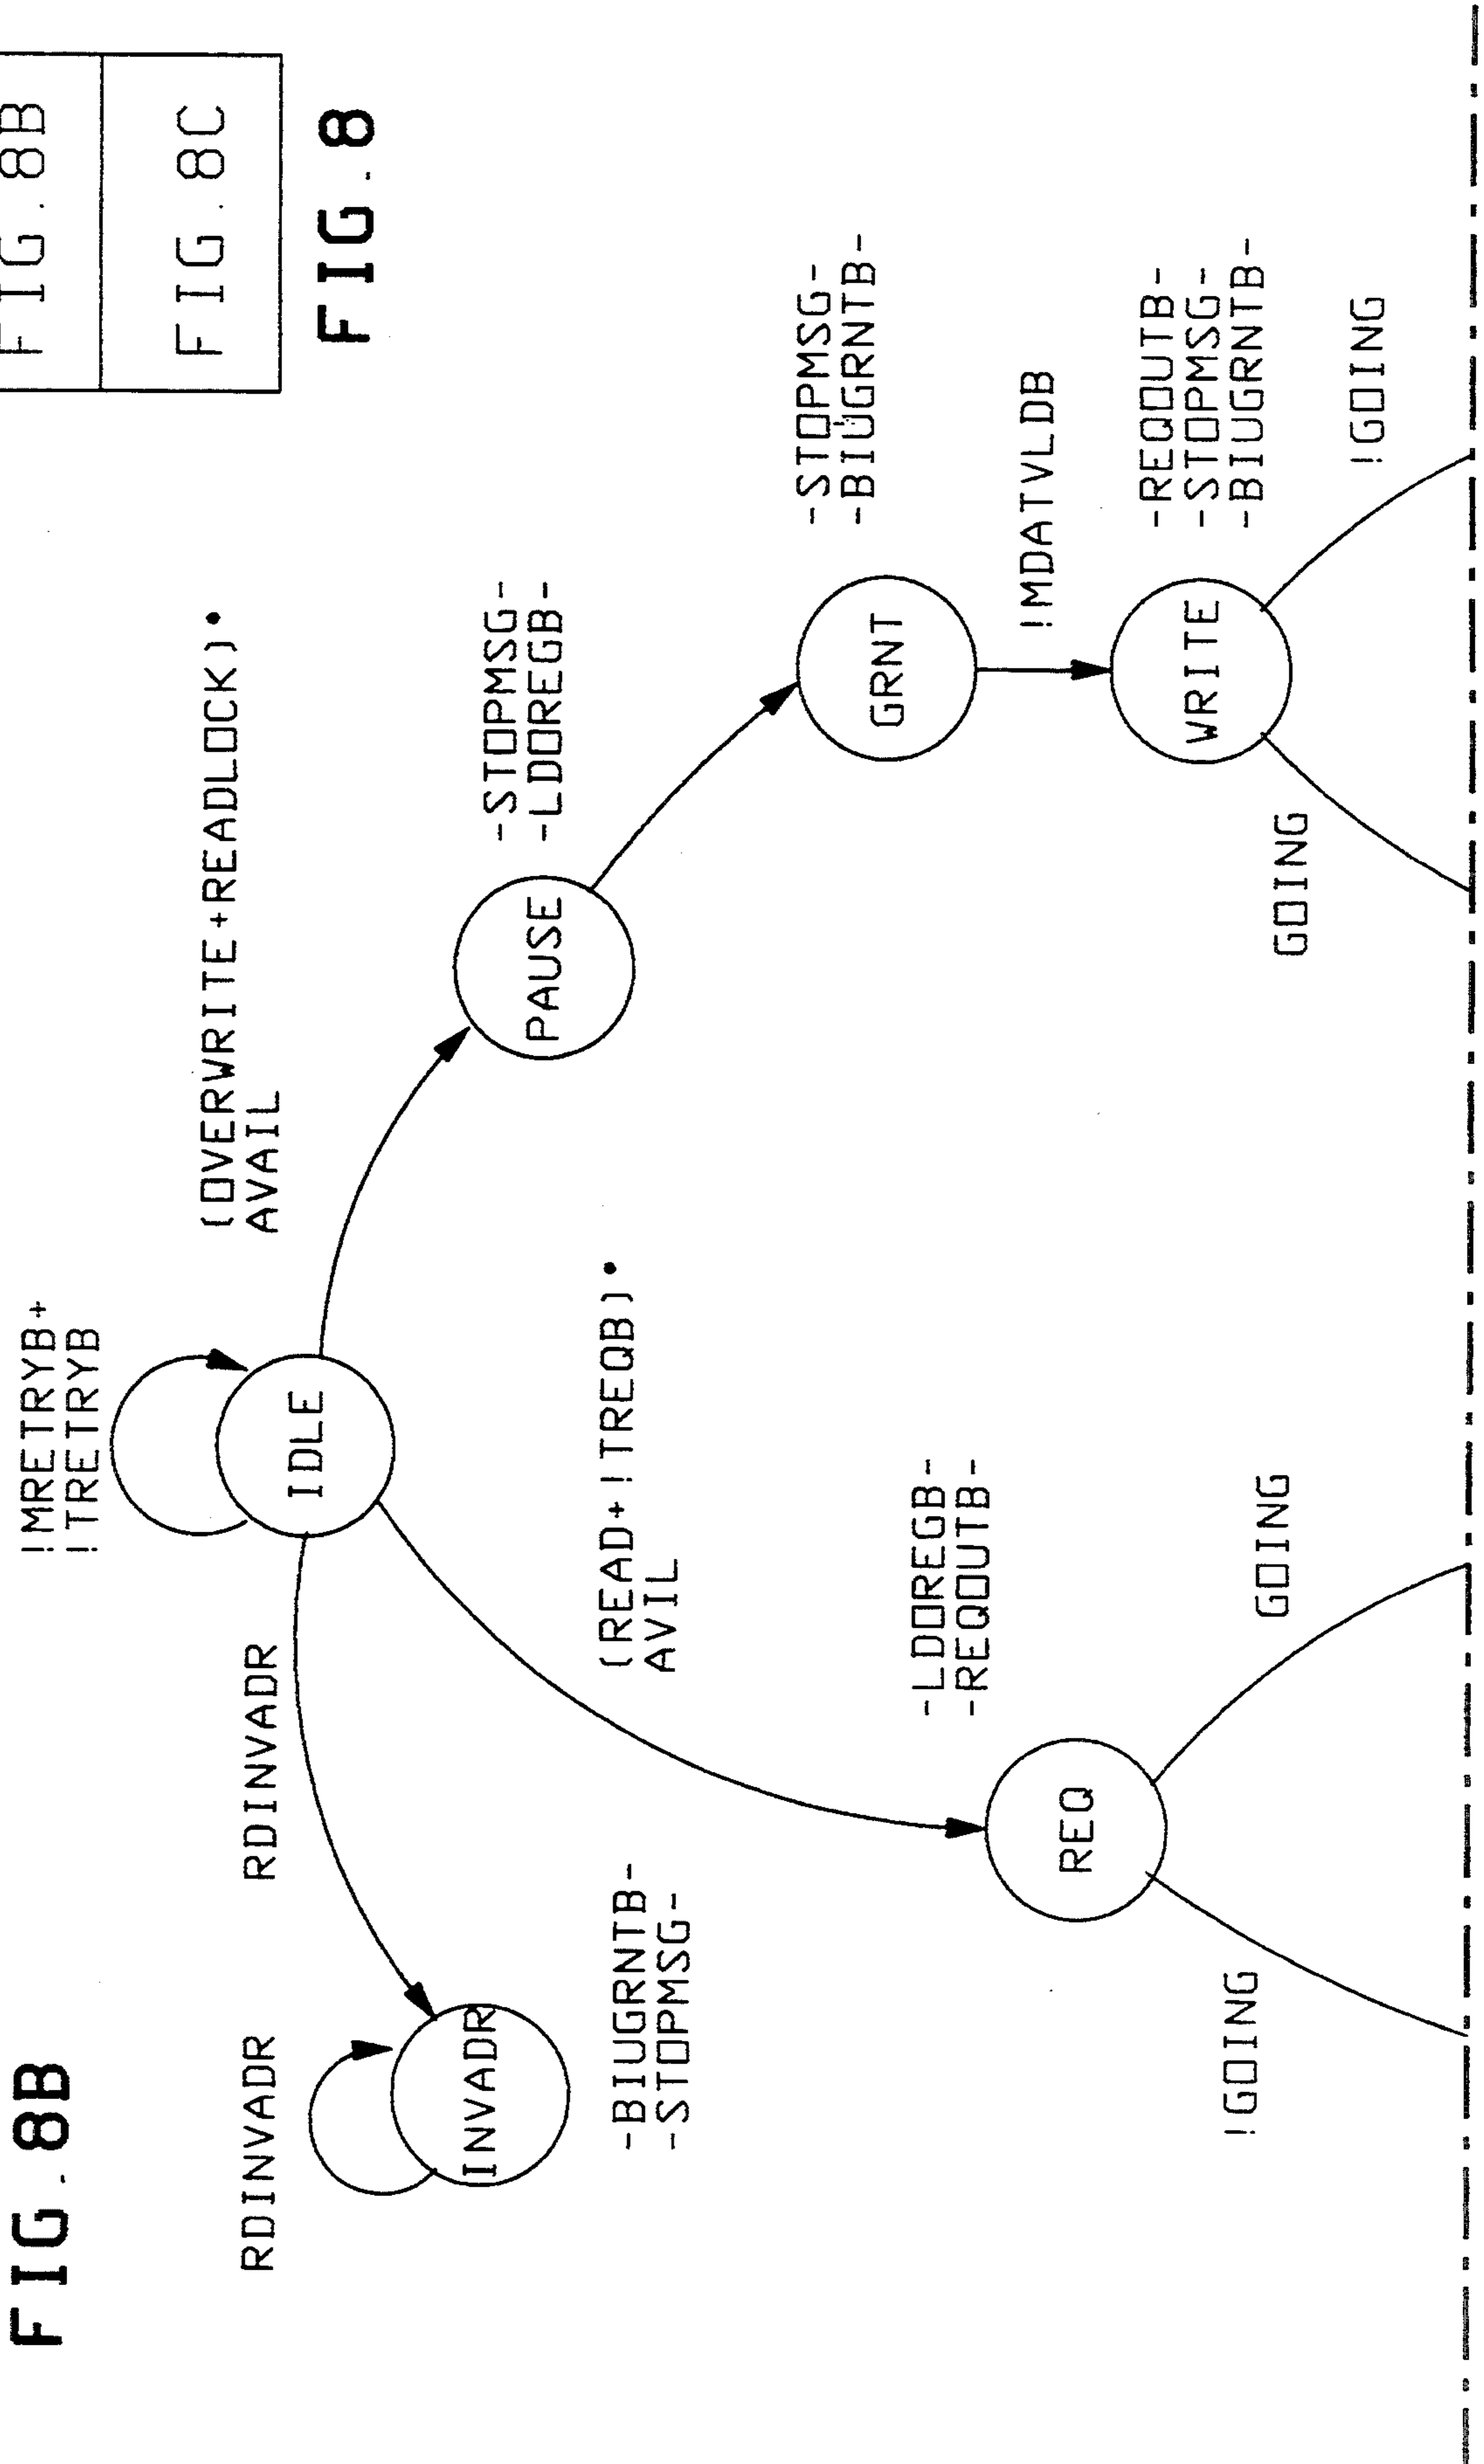 FIG.8B
FIG.8B
FIG.8C
FIG.8
!MRETRYB+
!TRETRYB
RDINVADR
RDINVADR
IDLE
(OVERWRITE+READLOCK)•
AVAIL
INVADR
-BIUGRNTB-
-STOPMSG-
(READ+!TREQB)•
AVIL
PAUSE
-STOPMSG-
-LDOREGB-
-STOPMSG-
-BIUGRNTB-
GRNT
!MDATVLDB
-LDOREGB-
-REQOUTB-
REQ
WRITE
-REQOUTB-
-STOPMSG-
-BIUGRNTB-
!GOING
GOING
GOING
!GOING